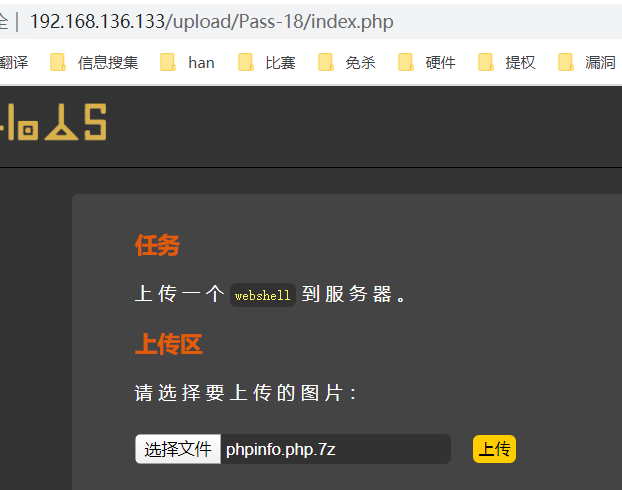 全 | 192.168.136.133/upload/Pass-18/index.php
翻译 信息搜集 han 比赛 免杀 硬件 提权 漏洞
任务
上传一个 webshell 到服务器。
上传区
请选择要上传的图片：
选择文件 phpinfo.php.7z 上传